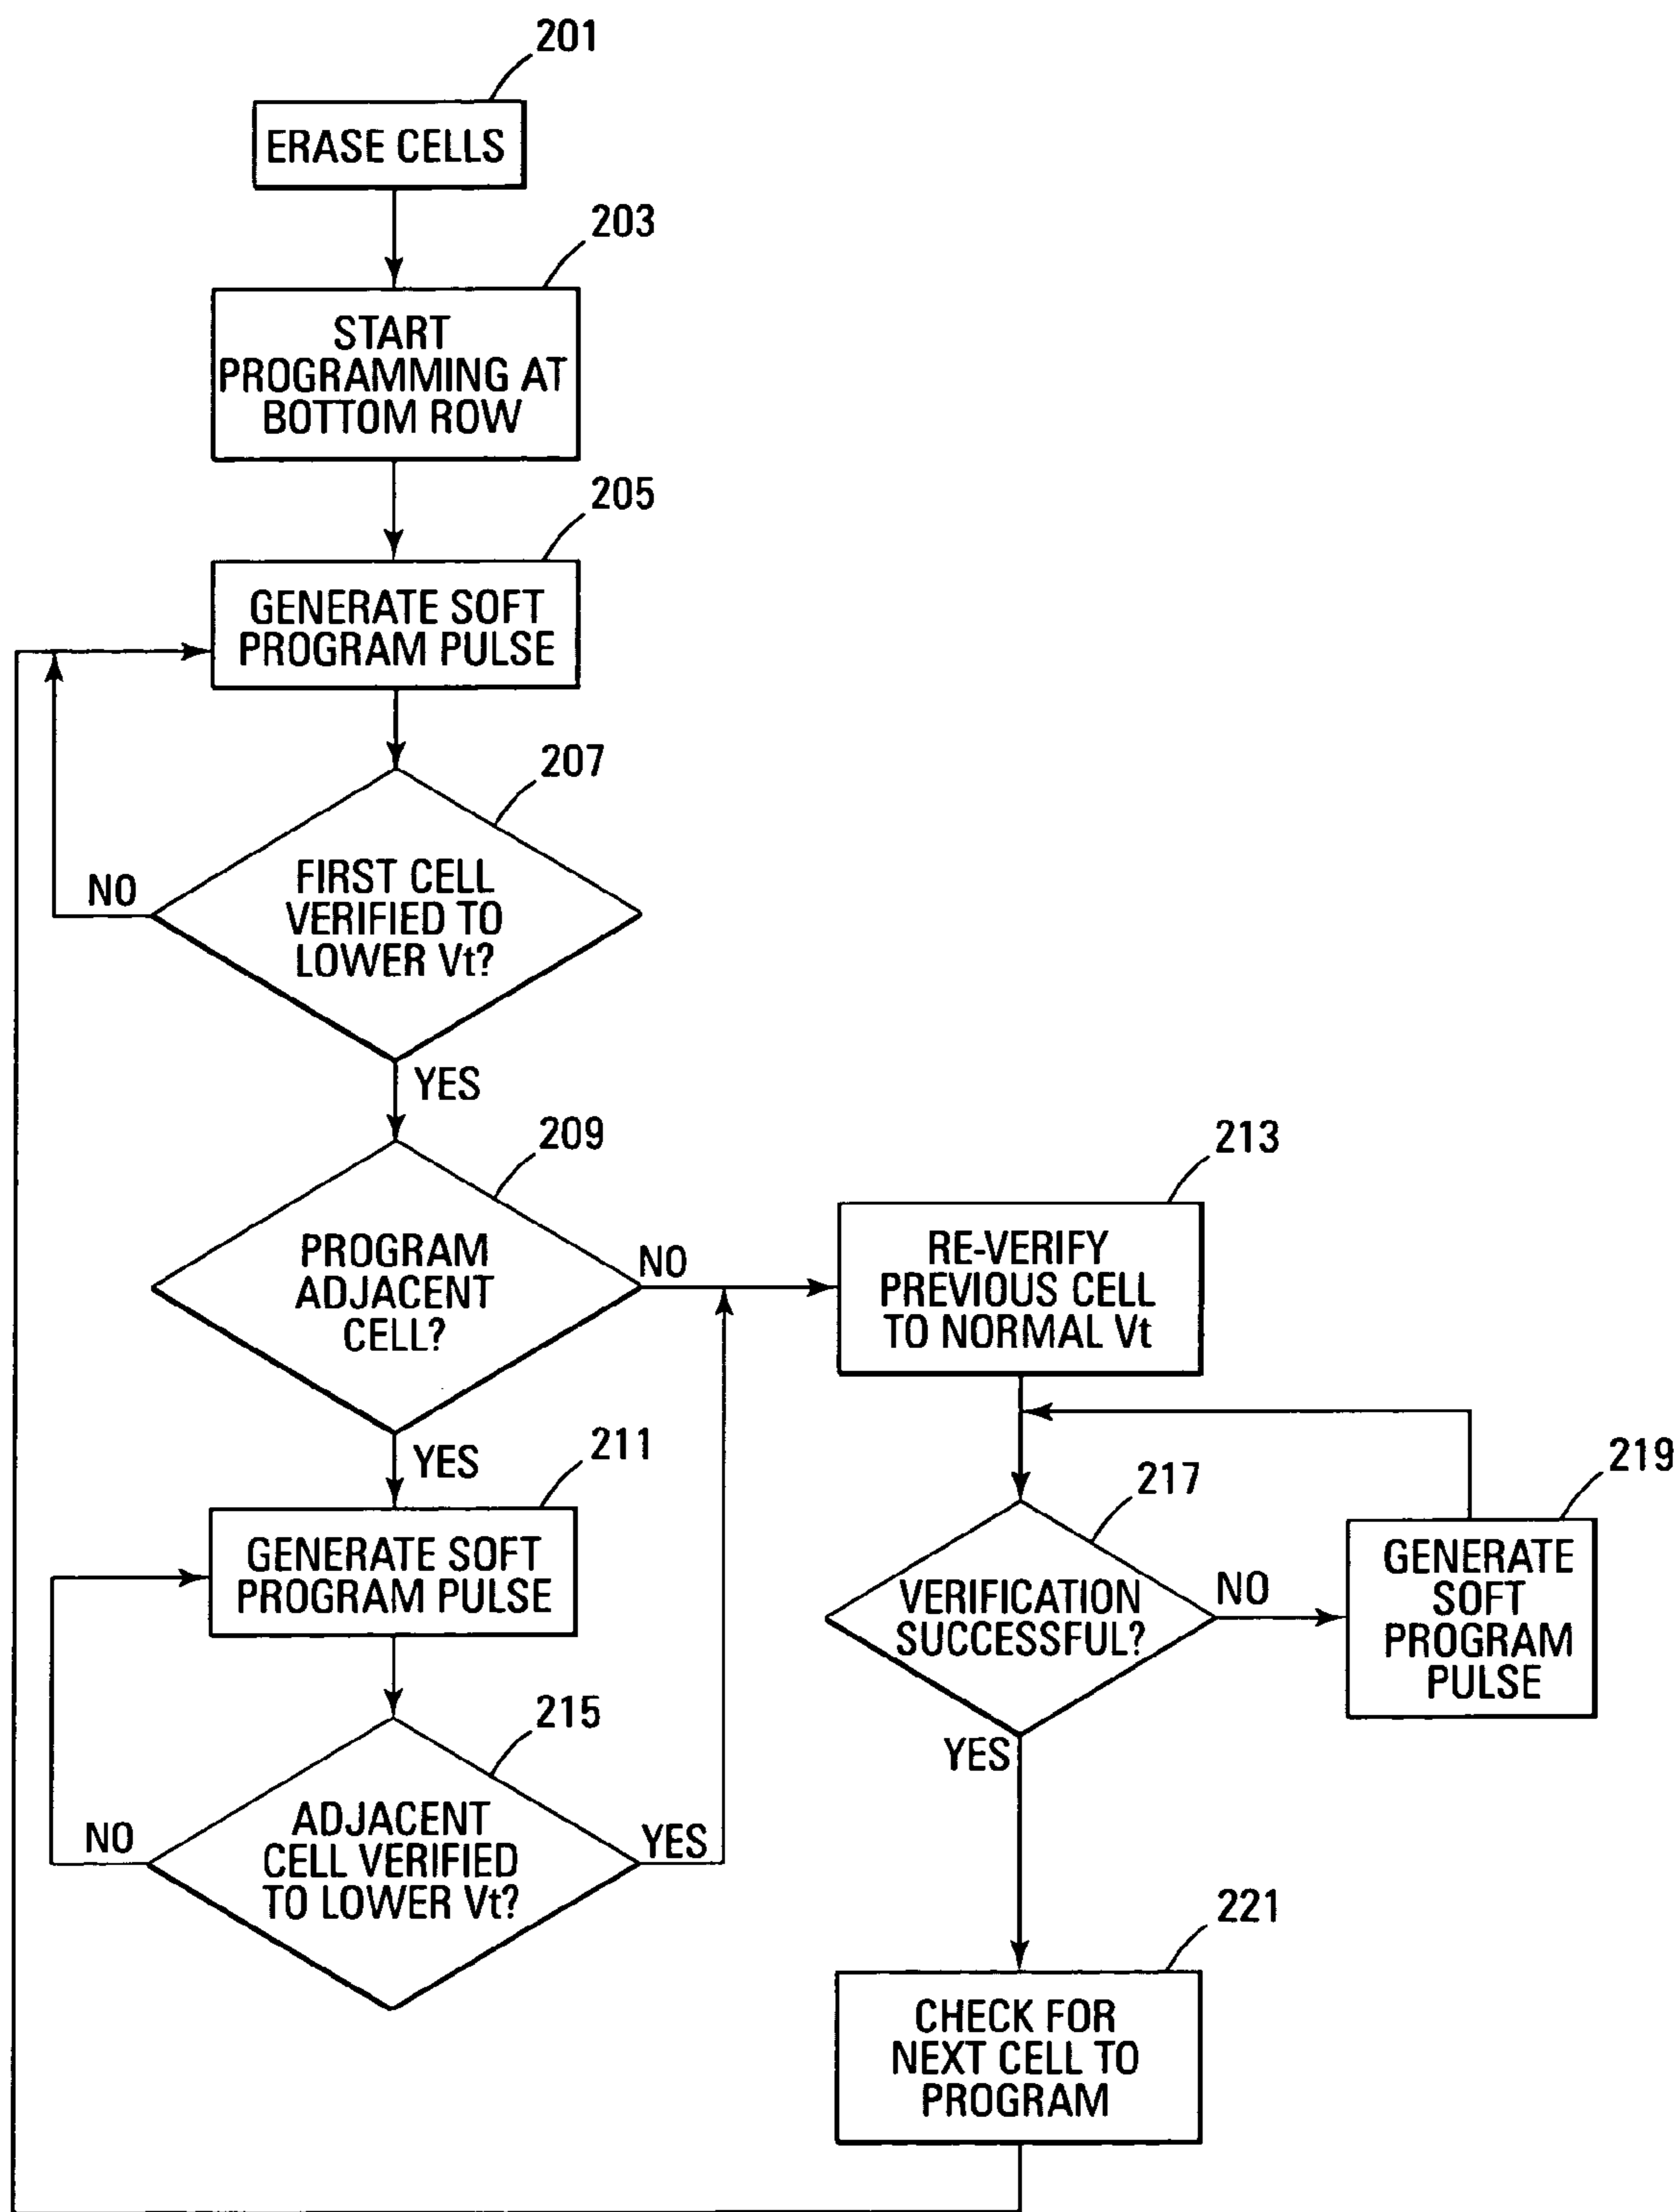 201
ERASE CELLS
203
START
PROGRAMMING AT
BOTTOM ROW
205
GENERATE SOFT
PROGRAM PULSE
207
FIRST CELL
VERIFIED TO
LOWER Vt?
NO
YES
209
PROGRAM
ADJACENT
CELL?
NO
YES
213
RE-VERIFY
PREVIOUS CELL
TO NORMAL Vt
211
GENERATE SOFT
PROGRAM PULSE
215
ADJACENT
CELL VERIFIED
TO LOWER Vt?
NO
YES
217
VERIFICATION
SUCCESSFUL?
NO
YES
219
GENERATE
SOFT
PROGRAM
PULSE
221
CHECK FOR
NEXT CELL TO
PROGRAM